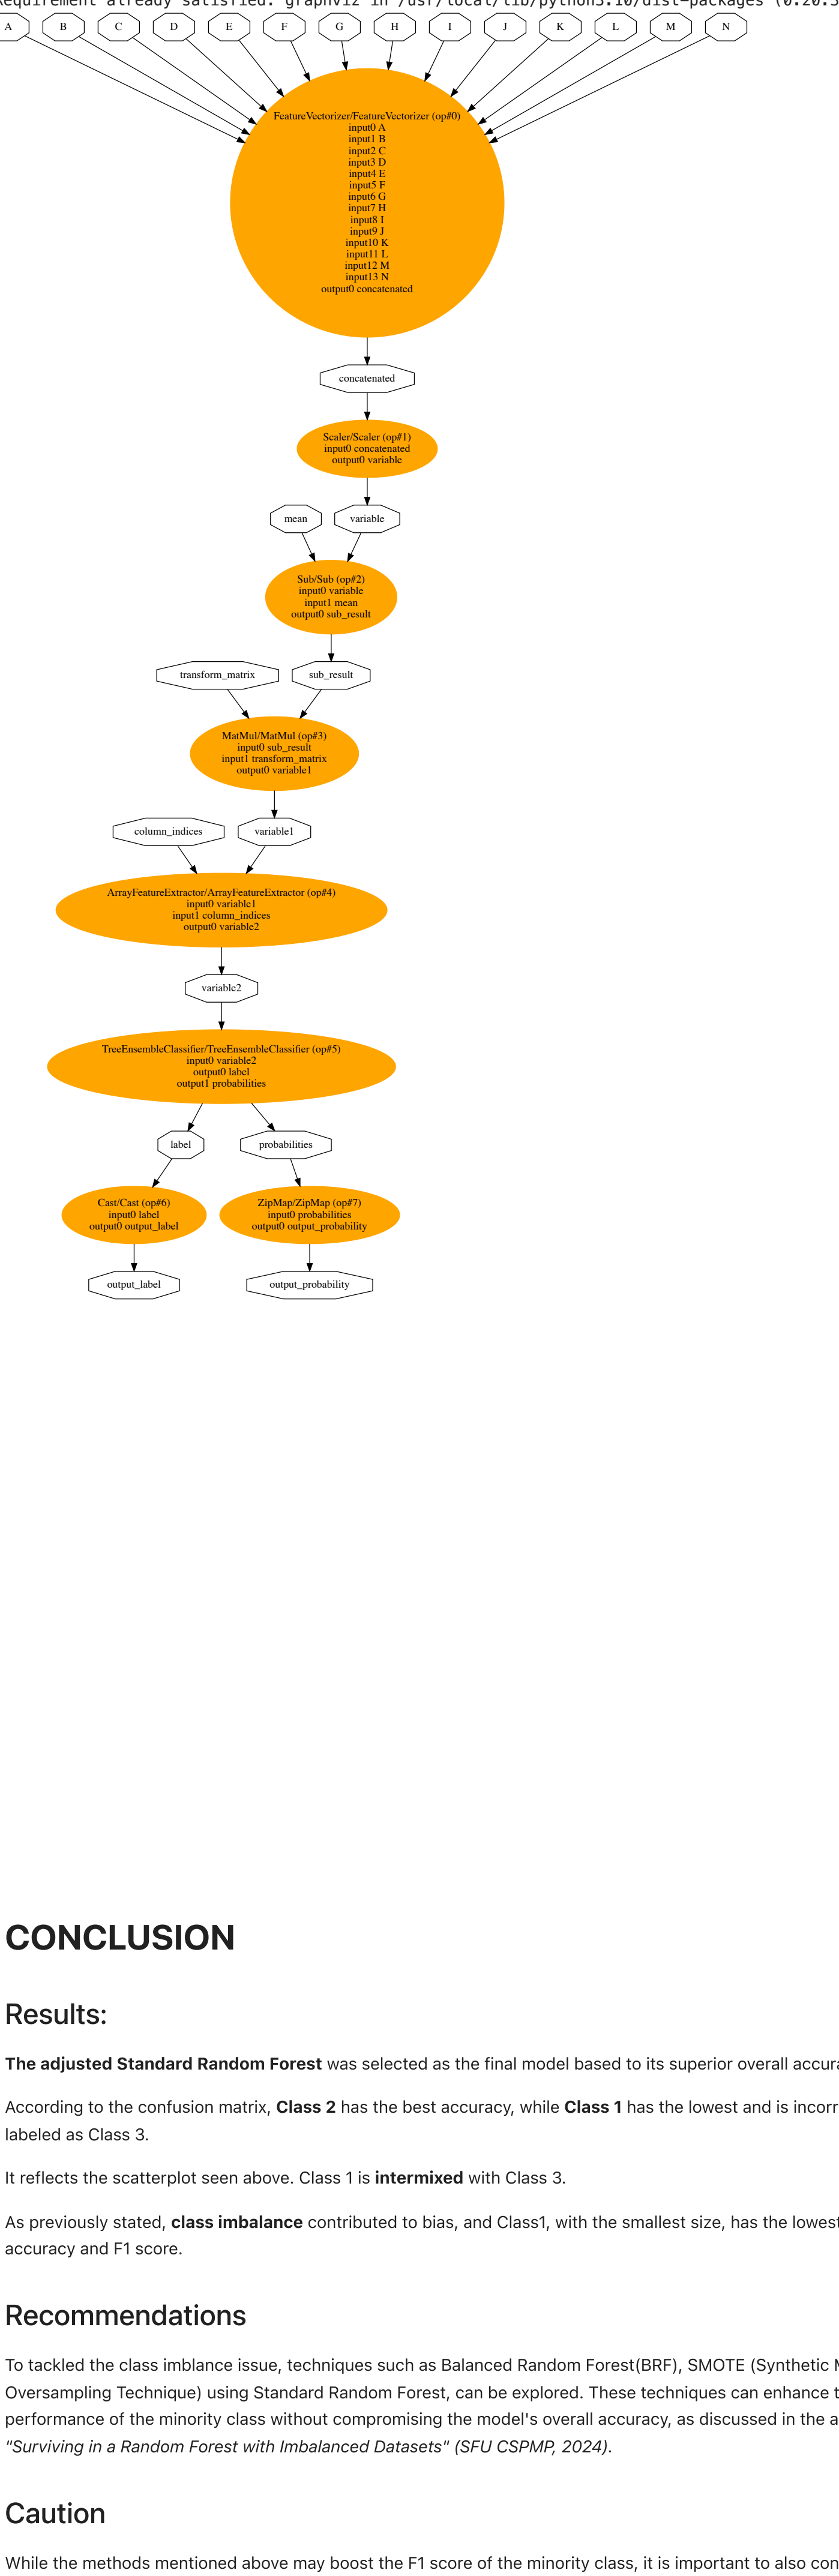 Requirement already satisfied: graphviz in /usr/local/lib/python3.10/dist-packages (0.20.3
A B C D E F G H I J K L M N
FeatureVectorizer/FeatureVectorizer (op#0)
input0 A
input1 B
input2 C
input3 D
input4 E
input5 F
input6 G
input7 H
input8 I
input9 J
input10 K
input11 L
input12 M
input13 N
output0 concatenated
concatenated
Scaler/Scaler (op#1)
input0 concatenated
output0 variable
mean variable
Sub/Sub (op#2)
input0 variable
input1 mean
output0 sub_result
transform_matrix sub_result
MatMul/MatMul (op#3)
input0 sub_result
input1 transform_matrix
output0 variable1
column_indices variable1
ArrayFeatureExtractor/ArrayFeatureExtractor (op#4)
input0 variable1
input1 column_indices
output0 variable2
variable2
TreeEnsembleClassifier/TreeEnsembleClassifier (op#5)
input0 variable2
output0 label
output1 probabilities
label probabilities
Cast/Cast (op#6)
input0 label
output0 output_label
ZipMap/ZipMap (op#7)
input0 probabilities
output0 output_probability
output_label output_probability
CONCLUSION
Results:
The adjusted Standard Random Forest was selected as the final model based to its superior overall
According to the confusion matrix, Class 2 has the best accuracy, while Class 1 has the lowest and is
labeled as Class 3.
It reflects the scatterplot seen above. Class 1 is intermixed with Class 3.
As previously stated, class imbalance contributed to bias, and Class1, with the smallest size, has the lowest
accuracy and F1 score.
Recommendations
To tackled the class imblance issue, techniques such as Balanced Random Forest(BRF), SMOTE (Synthetic
Oversampling Technique) using Standard Random Forest, can be explored. These techniques can enhance
performance of the minority class without compromising the model's overall accuracy, as discussed in the
"Surviving in a Random Forest with Imbalanced Datasets" (SFU CSPMP, 2024).
Caution
While the methods mentioned above may boost the F1 score of the minority class, it is important to also